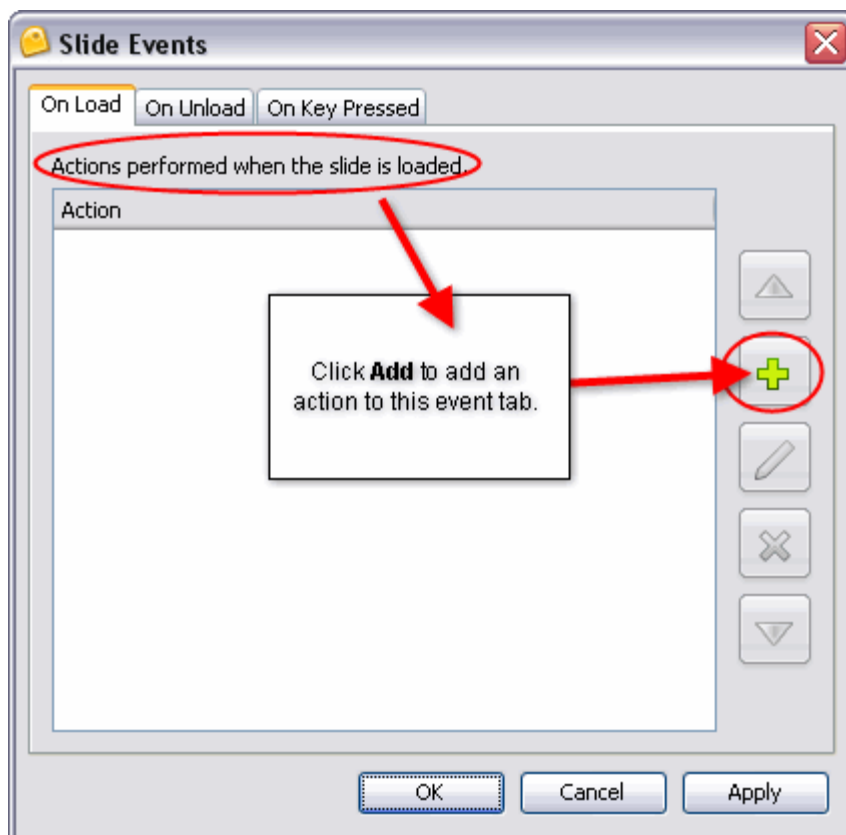 Slide Events
On Load On Unload On Key Pressed
Actions performed when the slide is loaded.
Action
Click Add to add an
action to this event tab.
OK Cancel Apply